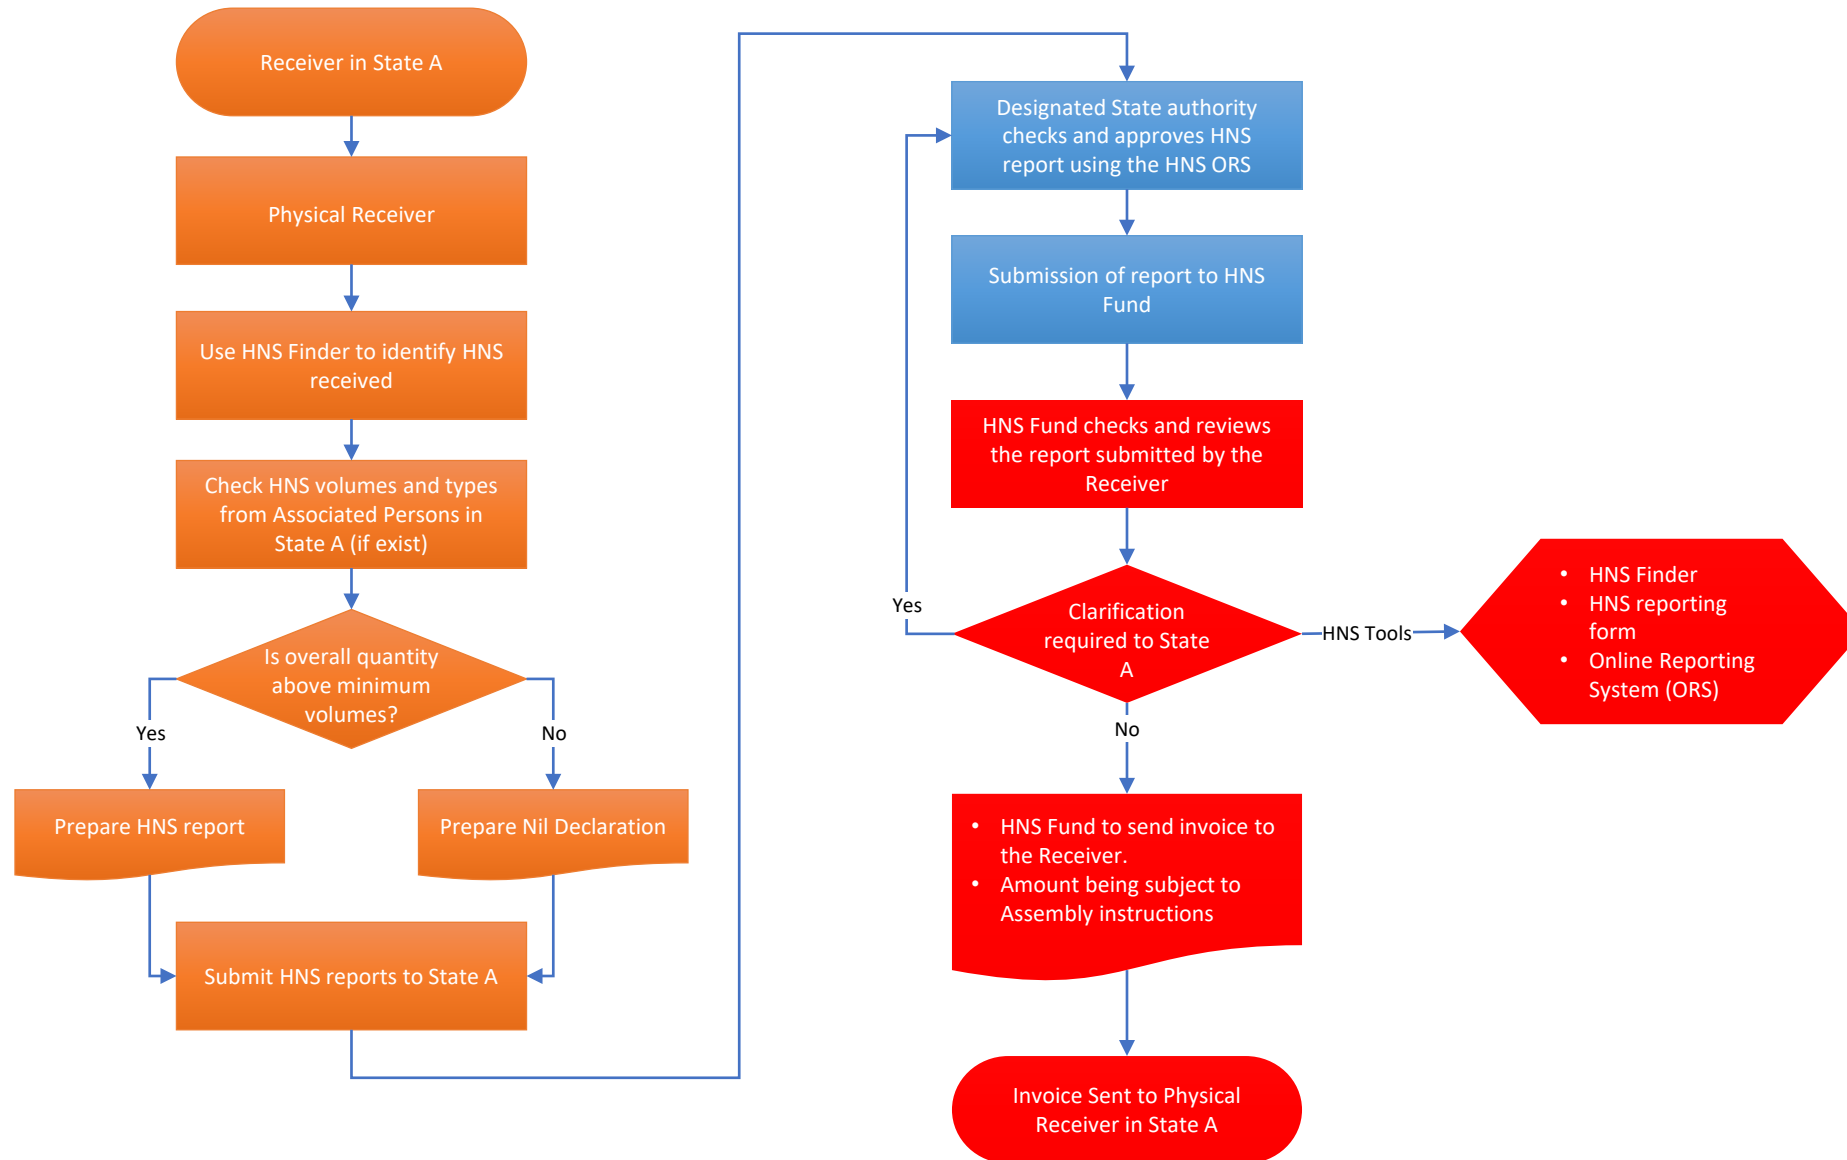 Receiver in State A
Physical Receiver
Use HNS Finder to identify HNS
received
Check HNS volumes and types
from Associated Persons in
State A (if exist)
Is overall quantity
above minimum
volumes?
Yes
No
Prepare HNS report
Prepare Nil Declaration
Submit HNS reports to State A
Designated State authority
checks and approves HNS
report using the HNS ORS
Submission of report to HNS
Fund
HNS Fund checks and reviews
the report submitted by the
Receiver
Clarification
required to State
A
Yes
HNS Tools
• HNS Finder
• HNS reporting
form
• Online Reporting
System (ORS)
No
• HNS Fund to send invoice to
the Receiver.
• Amount being subject to
Assembly instructions
Invoice Sent to Physical
Receiver in State A